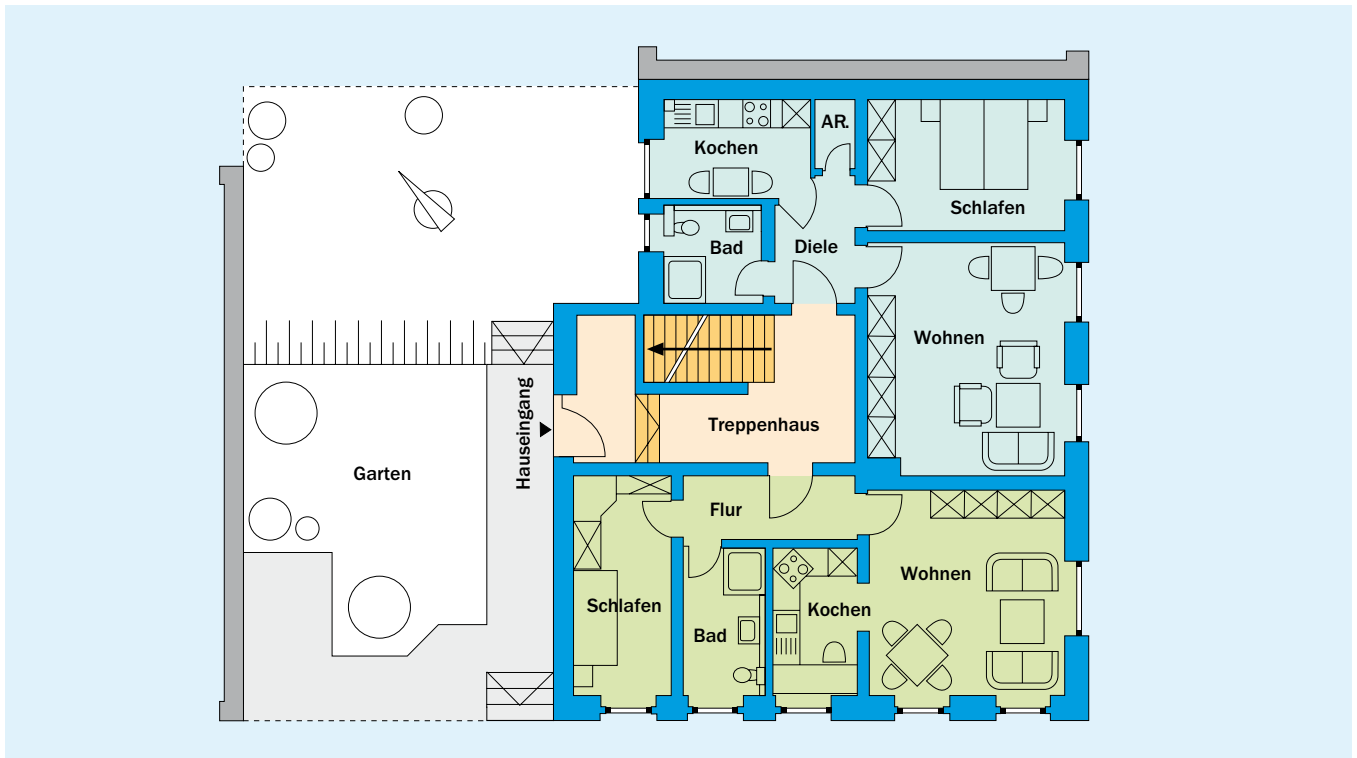 AR.
Kochen
Schlafen
Bad
Diele
Wohnen
Hauseingang
Treppenhaus
Garten
Flur
Wohnen
Schlafen
Kochen
Bad